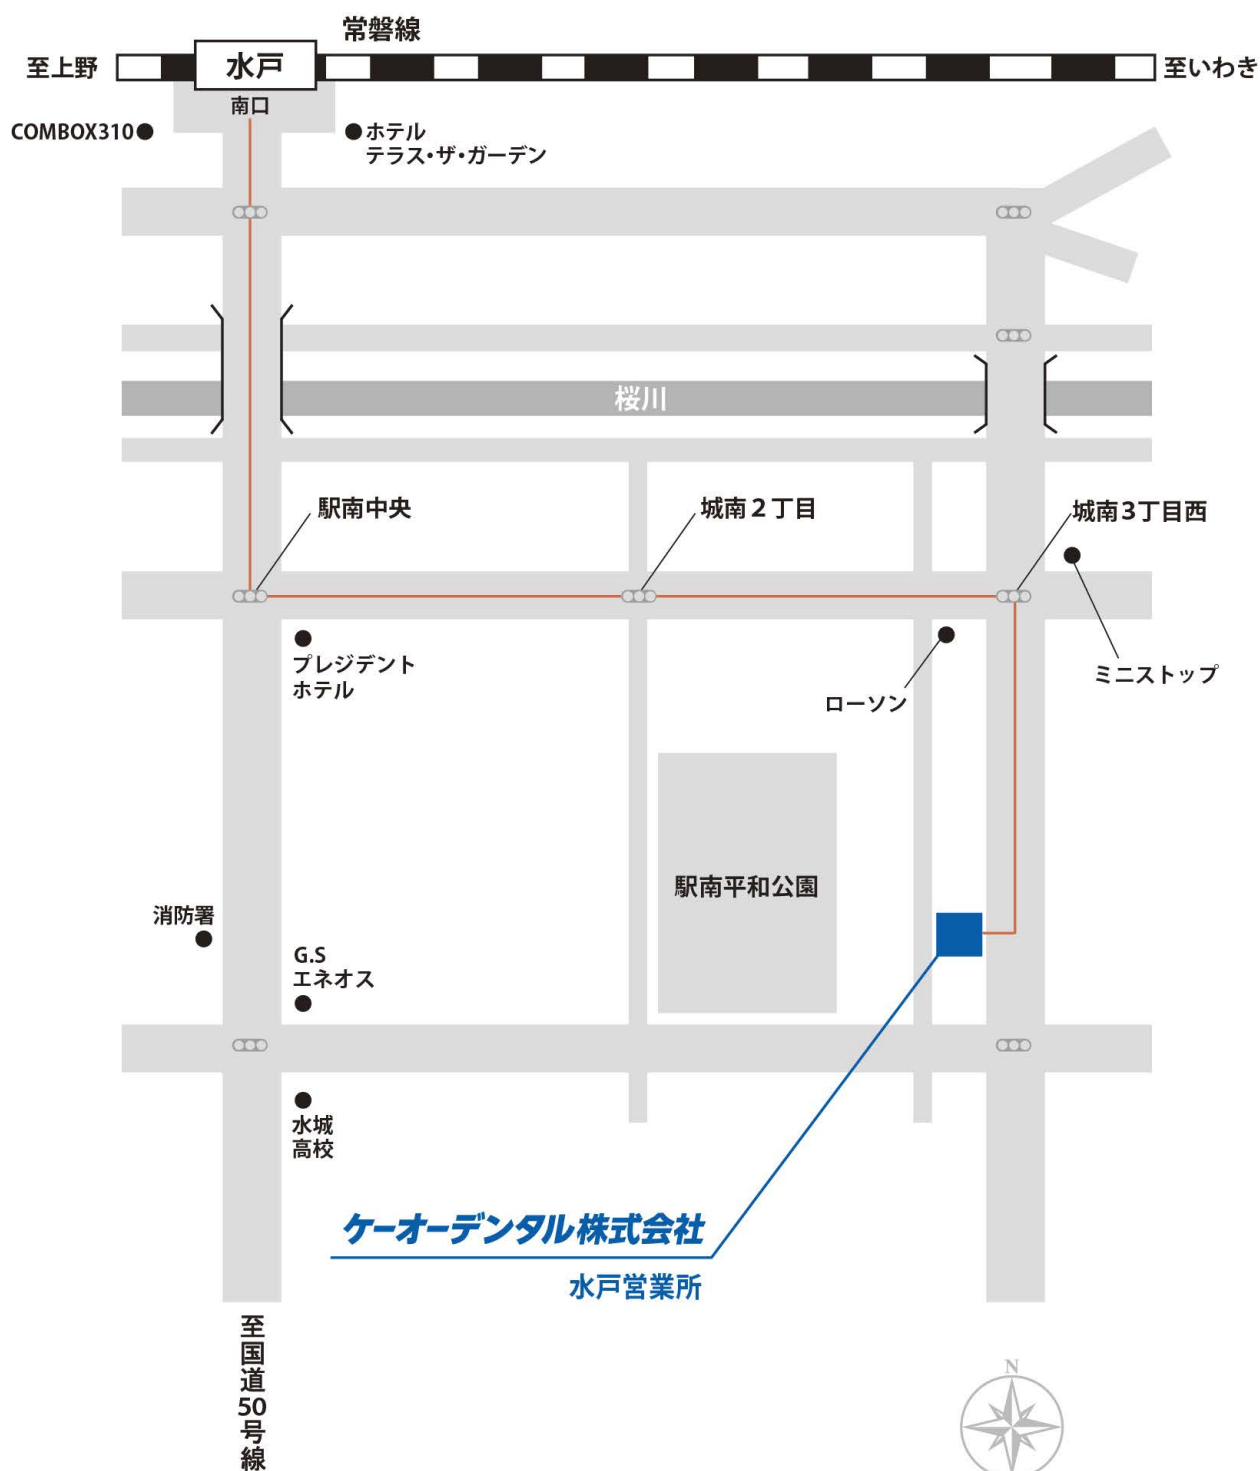 常磐線
至上野
水戸
至いわき
南口
COMBOX310
ホテル
テラス・ザ・ガーデン
桜川
駅南中央
城南２丁目
城南3丁目西
プレジデント
ホテル
ローソン
ミニストップ
駅南平和公園
消防署
G.S
エネオス
水城
高校
ケーオーデンタル株式会社
水戸営業所
至国道50号線
N